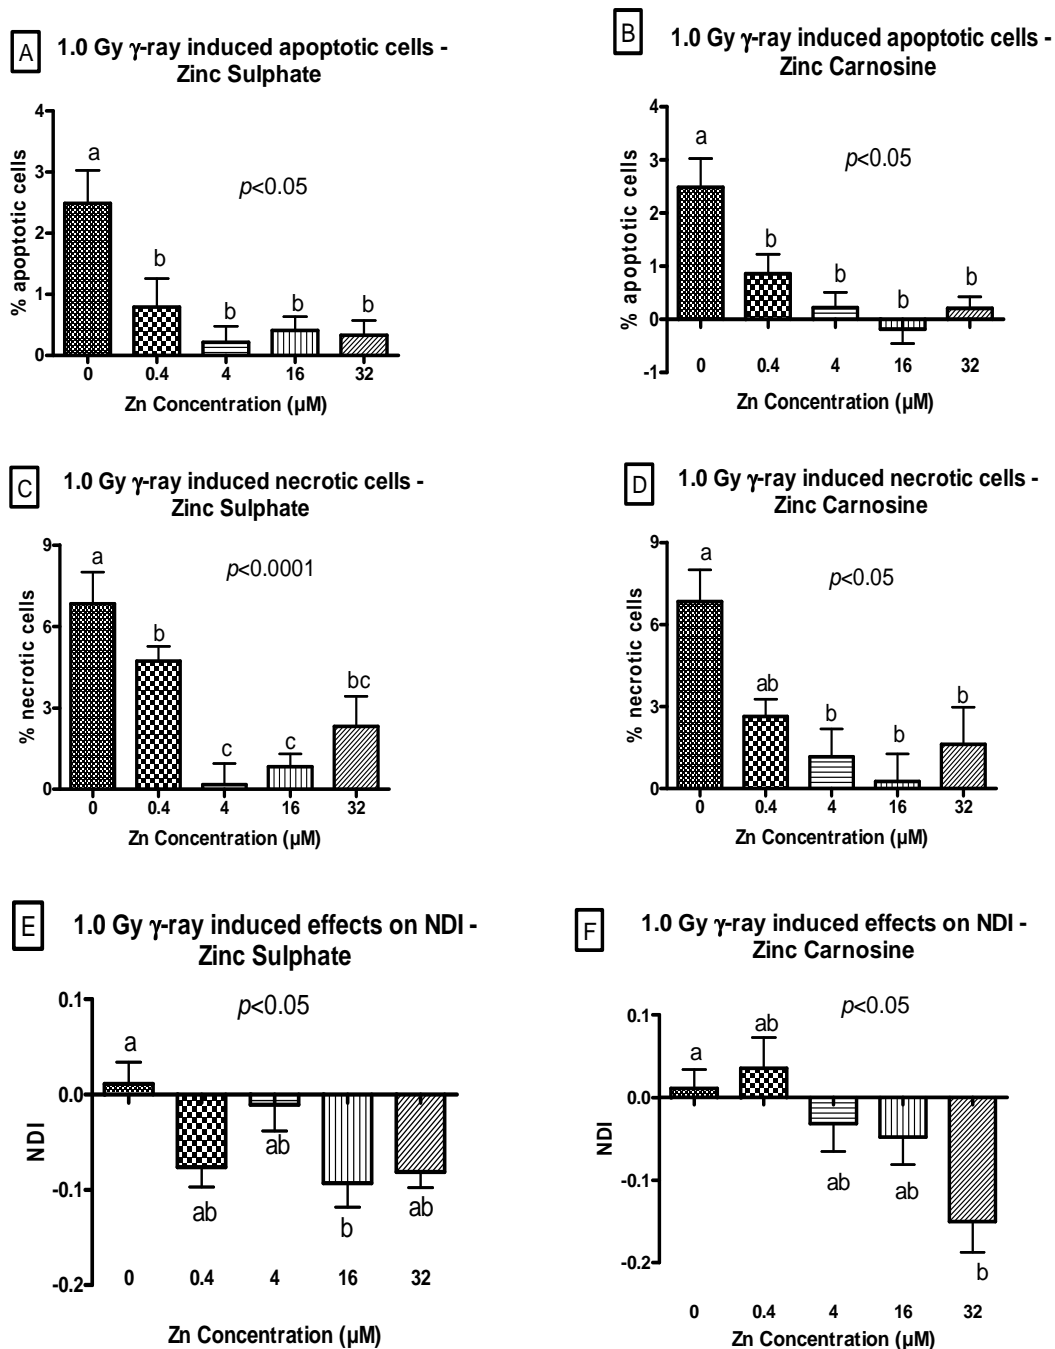 A
1.0 Gy γ-ray induced apoptotic cells -
Zinc Sulphate
% apoptotic cells
4
3
2
1
0
a
b
b
b
b
p<0.05
0 0.4 4 16 32
Zn Concentration (µM)
B
1.0 Gy γ-ray induced apoptotic cells -
Zinc Carnosine
% apoptotic cells
4
3
2
1
0
-1
a
b
b
b
b
p<0.05
0 0.4 4 16 32
Zn Concentration (µM)
C
1.0 Gy γ-ray induced necrotic cells -
Zinc Sulphate
% necrotic cells
9
6
3
0
a
b
c
c
bc
p<0.0001
0 0.4 4 16 32
Zn Concentration (µM)
D
1.0 Gy γ-ray induced necrotic cells -
Zinc Carnosine
% necrotic cells
9
6
3
0
a
ab
b
b
b
p<0.05
0 0.4 4 16 32
Zn Concentration (µM)
E
1.0 Gy γ-ray induced effects on NDI -
Zinc Sulphate
NDI
0.1
0.0
-0.1
-0.2
a
ab
ab
b
ab
p<0.05
0 0.4 4 16 32
Zn Concentration (µM)
F
1.0 Gy γ-ray induced effects on NDI -
Zinc Carnosine
NDI
0.1
0.0
-0.1
-0.2
a
ab
ab
ab
b
p<0.05
0 0.4 4 16 32
Zn Concentration (µM)